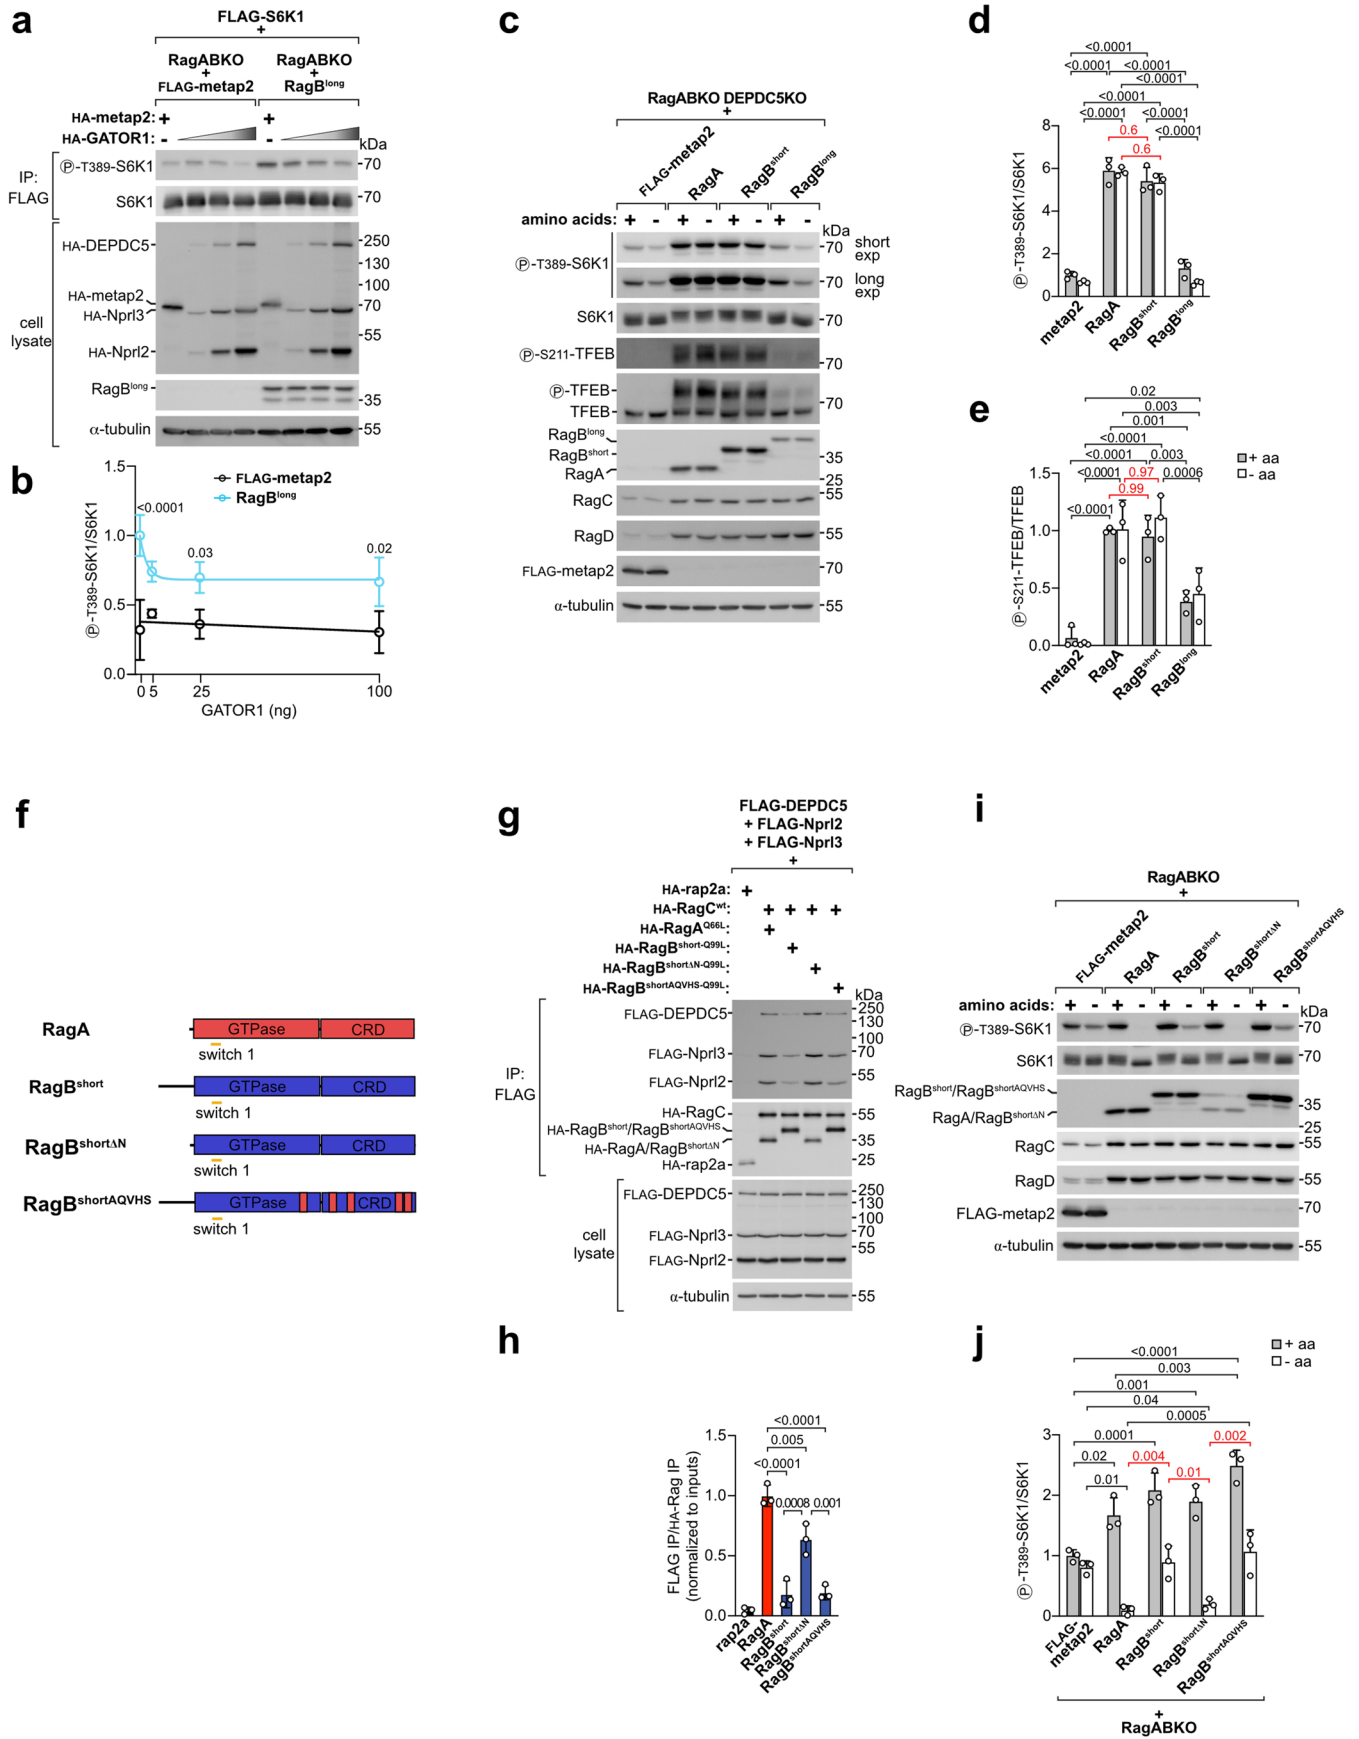 a
FLAG-S6K1
+
RagABKO
+
FLAG-metap2
RagABKO
+
RagBlong
HA-metap2: + +
HA-GATOR1: - -
kDa
IP:
FLAG
Ⓟ-T389-S6K1 -70
S6K1 -70
cell
lysate
HA-DEPDC5 -250
-130
-100
HA-metap2 -70
HA-Nprl3
-55
HA-Nprl2
RagBlong
-35
α-tubulin -55
b
Ⓟ-T389-S6K1/S6K1
1.5
1.0
0.5
0.0
FLAG-metap2
RagBlong
<0.0001
0.03
0.02
0 5 25 100
GATOR1 (ng)
c
RagABKO DEPDC5KO
+
FLAG-metap2
RagA
RagBshort
RagBlong
amino acids: + - + - + - + -
kDa
Ⓟ-T389-S6K1
-70 short exp
-70 long exp
S6K1 -70
Ⓟ-S211-TFEB
-70
Ⓟ-TFEB
-70
TFEB
RagBlong
RagBshort -35
RagA
-25
RagC -55
RagD -55
FLAG-metap2 -70
α-tubulin -55
d
<0.0001
<0.0001 <0.0001
<0.0001
<0.0001
<0.0001 <0.0001
<0.0001
0.6
0.6
Ⓟ-T389-S6K1/S6K1
8
6
4
2
0
metap2
RagA
RagBshort
RagBlong
e
0.02
0.003
0.001
<0.0001
<0.0001 0.003
<0.0001 0.97 0.0006
0.99
<0.0001
+ aa
- aa
Ⓟ-S211-TFEB/TFEB
1.5
1.0
0.5
0.0
metap2
RagA
RagBshort
RagBlong
f
RagA GTPase CRD
switch 1
RagBshort GTPase CRD
switch 1
RagBshortΔN GTPase CRD
switch 1
RagBshortAQVHS GTPase CRD
switch 1
g
FLAG-DEPDC5
+ FLAG-Nprl2
+ FLAG-Nprl3
+
HA-rap2a: +
HA-RagCwt: + + + +
HA-RagAQ66L: +
HA-RagBshort-Q99L: +
HA-RagBshortΔN-Q99L: +
HA-RagBshortAQVHS-Q99L: +
kDa
IP:
FLAG
FLAG-DEPDC5 -250
-130
-100
FLAG-Nprl3 -70
-55
FLAG-Nprl2
HA-RagC -55
HA-RagBshort/RagBshortAQVHS
-35
HA-RagA/RagBshortΔN
HA-rap2a -25
cell
lysate
FLAG-DEPDC5 -250
-130
-100
FLAG-Nprl3 -70
-55
FLAG-Nprl2
α-tubulin -55
h
<0.0001
0.005
<0.0001
0.0008 0.001
FLAG IP/HA-Rag IP
(normalized to inputs)
1.5
1.0
0.5
0.0
rap2a
RagA
RagBshort
RagBshortΔN
RagBshortAQVHS
i
RagABKO
+
FLAG-metap2
RagA
RagBshort
RagBshortΔN
RagBshortAQVHS
amino acids: + - + - + - + - + -
kDa
Ⓟ-T389-S6K1 -70
S6K1 -70
RagBshort/RagBshortAQVHS
-35
RagA/RagBshortΔN
-25
RagC -55
RagD -55
FLAG-metap2 -70
α-tubulin -55
j
+ aa
- aa
<0.0001
0.003
0.001
0.04
0.0005
0.0001 0.002
0.02 0.004
0.01 0.01
Ⓟ-T389-S6K1/S6K1
3
2
1
0
FLAG-
metap2
RagA
RagBshort
RagBshortΔN
RagBshortAQVHS
+
RagABKO